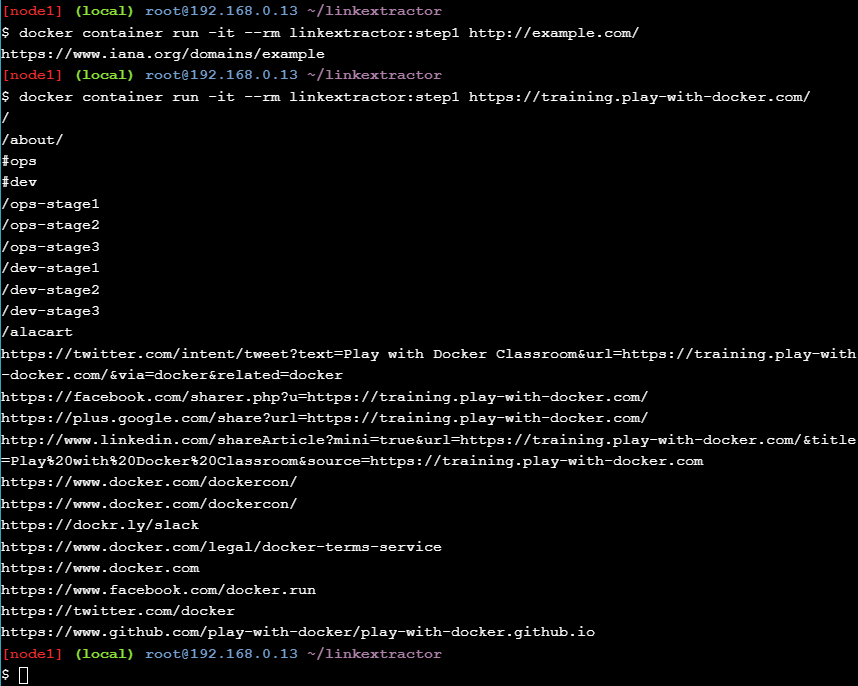 [node1] (local) root@192.168.0.13 ~/linkextractor
$ docker container run -it --rm linkextractor:step1 http://example.com/
https://www.iana.org/domains/example
[node1] (local) root@192.168.0.13 ~/linkextractor
$ docker container run -it --rm linkextractor:step1 https://training.play-with-docker.com/
/
/about/
#ops
#dev
/ops-stage1
/ops-stage2
/ops-stage3
/dev-stage1
/dev-stage2
/dev-stage3
/alacart
https://twitter.com/intent/tweet?text=Play with Docker Classroom&url=https://training.play-with
-docker.com/&via=docker&related=docker
https://facebook.com/sharer.php?u=https://training.play-with-docker.com/
https://plus.google.com/share?url=https://training.play-with-docker.com/
http://www.linkedin.com/shareArticle?mini=true&url=https://training.play-with-docker.com/&title
=Play%20with%20Docker%20Classroom&source=https://training.play-with-docker.com
https://www.docker.com/dockercon/
https://www.docker.com/dockercon/
https://dockr.ly/slack
https://www.docker.com/legal/docker-terms-service
https://www.docker.com
https://www.facebook.com/docker.run
https://twitter.com/docker
https://www.github.com/play-with-docker/play-with-docker.github.io
[node1] (local) root@192.168.0.13 ~/linkextractor
$